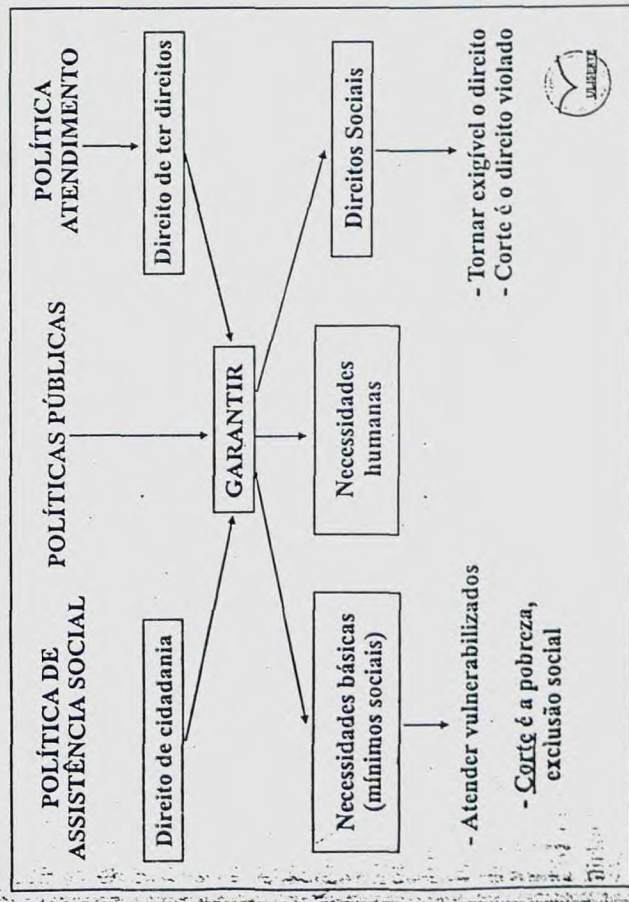 POLÍTICA DE
ASSISTÊNCIA SOCIAL
POLÍTICAS PÚBLICAS
POLÍTICA
ATENDIMENTO
Direito de cidadania
Direito de ter direitos
GARANTIR
Necessidades básicas
(mínimos sociais)
Necessidades
humanas
Direitos Sociais
- Atender vulnerabilizados
- Corte é a pobreza,
exclusão social
- Tornar exigível o direito
- Corte é o direito violado